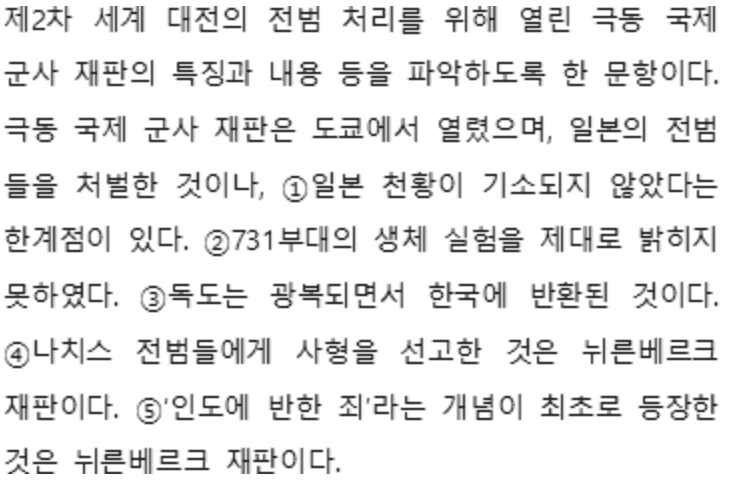 제2차 세계 대전의 전범 처리를 위해 열린 극동 국제
군사 재판의 특징과 내용 등을 파악하도록 한 문항이다.
극동 국제 군사 재판은 도쿄에서 열렸으며, 일본의 전범
들을 처벌한 것이나, ①일본 천황이 기소되지 않았다는
한계점이 있다. ②731부대의 생체 실험을 제대로 밝히지
못하였다. ③독도는 광복되면서 한국에 반환된 것이다.
④나치스 전범들에게 사형을 선고한 것은 뉘른베르크
재판이다. ⑤'인도에 반한 죄'라는 개념이 최초로 등장한
것은 뉘른베르크 재판이다.